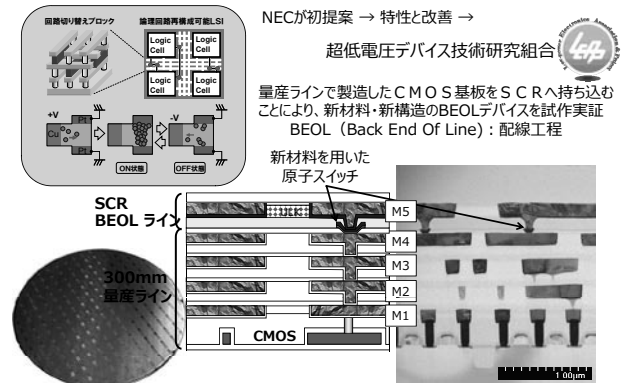 回路切り替えブロック
論理回路再構成可能LSI
Logic Cell
Logic Cell
Logic Cell
Logic Cell
+V
Pt
Cu
Pt
-V
ON状態
OFF状態
NECが初提案 → 特性と改善 →
超低電圧デバイス技術研究組合
量産ラインで製造したCMOS基板をSCRへ持ち込む
ことにより、新材料・新構造のBEOLデバイスを試作実証
BEOL（Back End Of Line)：配線工程
新材料を用いた
原子スイッチ
SCR
BEOL ライン
ULK
M5
M4
M3
M2
M1
300mm
量産ライン
CMOS
1.00μm